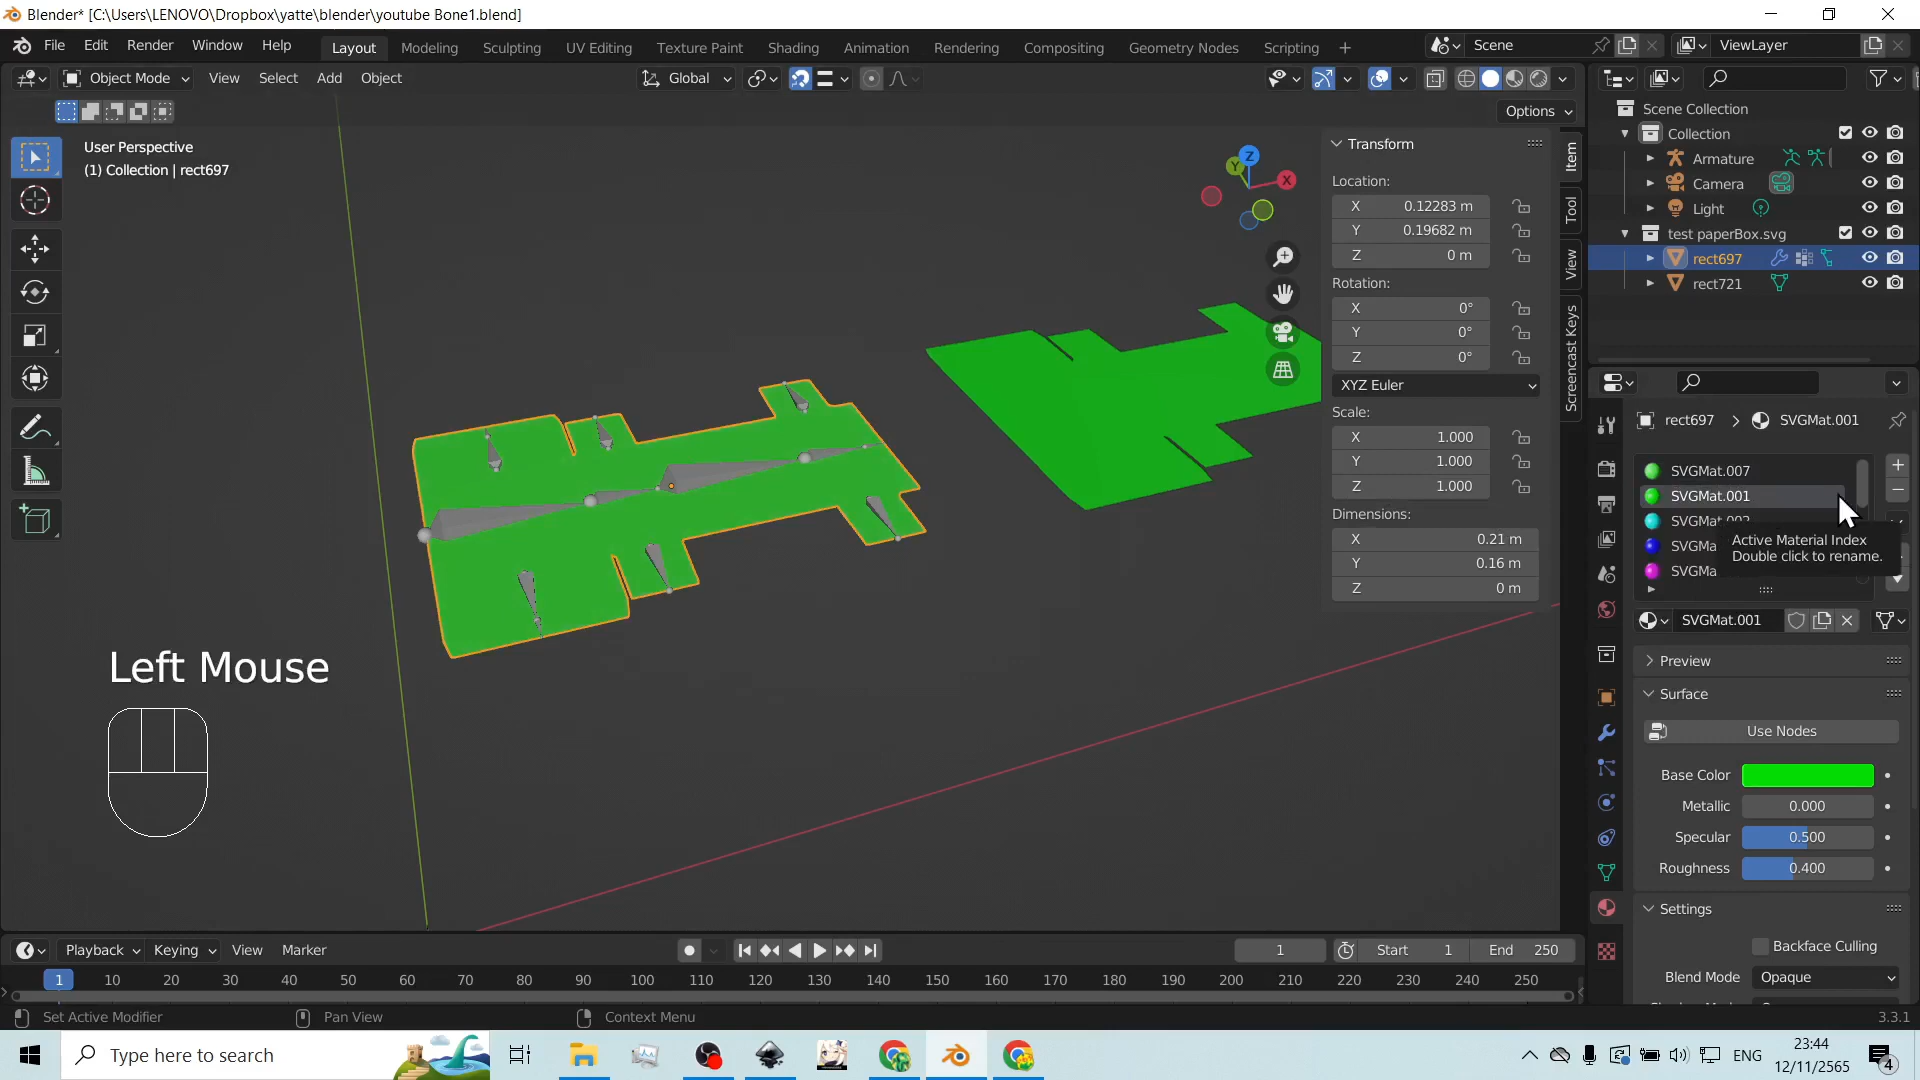 Blender* [C:\Users\LENOVO\Dropbox\yatte\blender\youtube Bone1.blend]
File Edit Render Window Help
Layout Modeling Sculpting UV Editing Texture Paint Shading Animation Rendering Compositing Geometry Nodes Scripting +
Scene
ViewLayer
Object Mode View Select Add Object
Global
Options
User Perspective
(1) Collection | rect697
Z
Y
X
Transform
Location:
X 0.12283 m
Y 0.19682 m
Z 0 m
Rotation:
X 0°
Y 0°
Z 0°
XYZ Euler
Scale:
X 1.000
Y 1.000
Z 1.000
Dimensions:
X 0.21 m
Y 0.16 m
Z 0 m
Item
Tool
View
Screencast Keys
Scene Collection
Collection
Armature
Camera
Light
test paperBox.svg
rect697
rect721
rect697 > SVGMat.001
SVGMat.007
SVGMat.001
SVGMat.002
SVGMa
SVGMa
Active Material Index
Double click to rename.
SVGMat.001
Preview
Surface
Use Nodes
Base Color
Metallic 0.000
Specular 0.500
Roughness 0.400
Settings
Backface Culling
Blend Mode Opaque
Left Mouse
Playback Keying View Marker
1 Start 1 End 250
1 10 20 30 40 50 60 70 80 90 100 110 120 130 140 150 160 170 180 190 200 210 220 230 240 250
Set Active Modifier Pan View Context Menu 3.3.1
Type here to search
ENG
23:44
12/11/2565
4